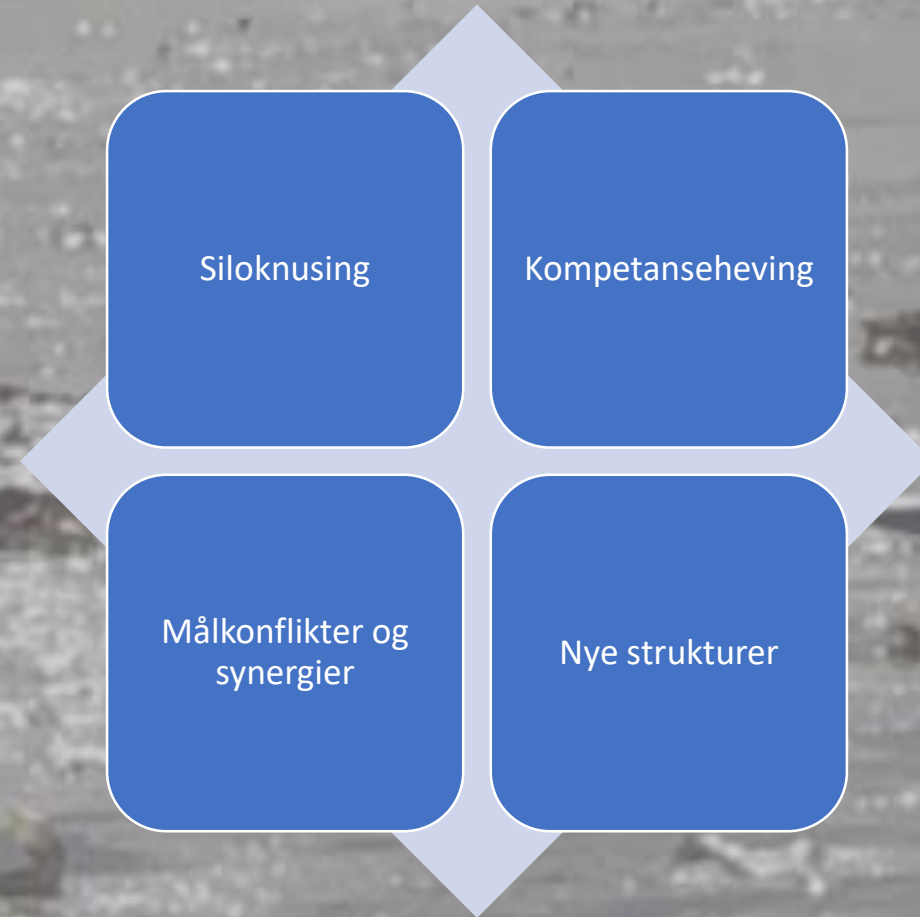 Siloknusing
Kompetanseheving
Målkonflikter og
synergier
Nye strukturer